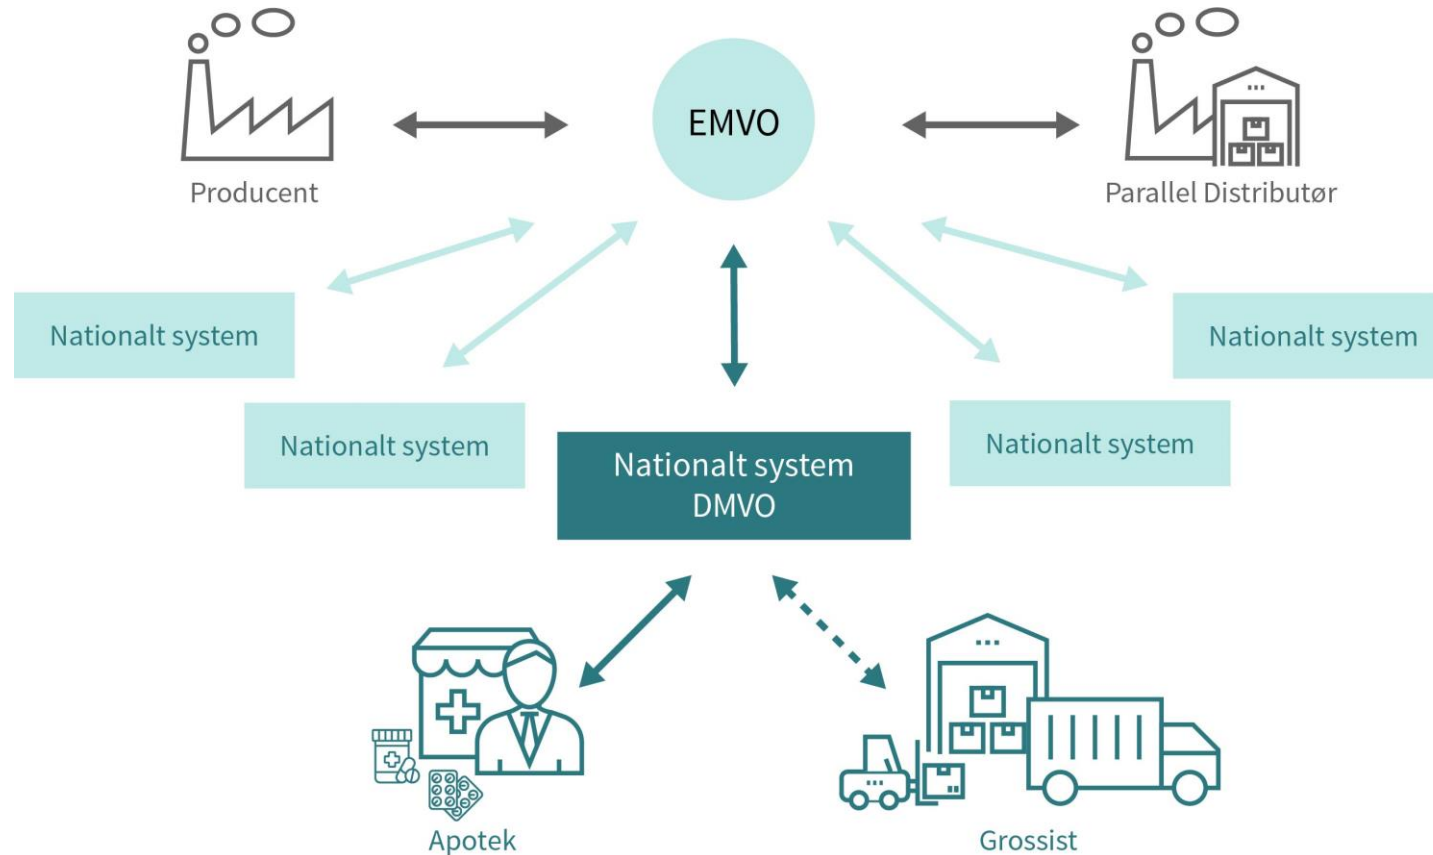 EMVO
Producent
Parallel Distributør
Nationalt system
Nationalt system
Nationalt system
Nationalt system
Nationalt system
DMVO
Apotek
Grossist